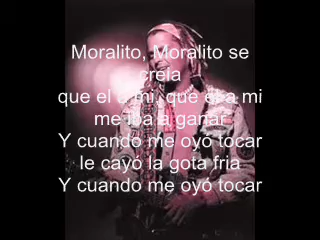 Moralito, Moralito se
creía
que el a mi, que el a mi
me iba a ganar
Y cuando me oyó tocar
le cayó la gota fria
Y cuando me oyó tocar